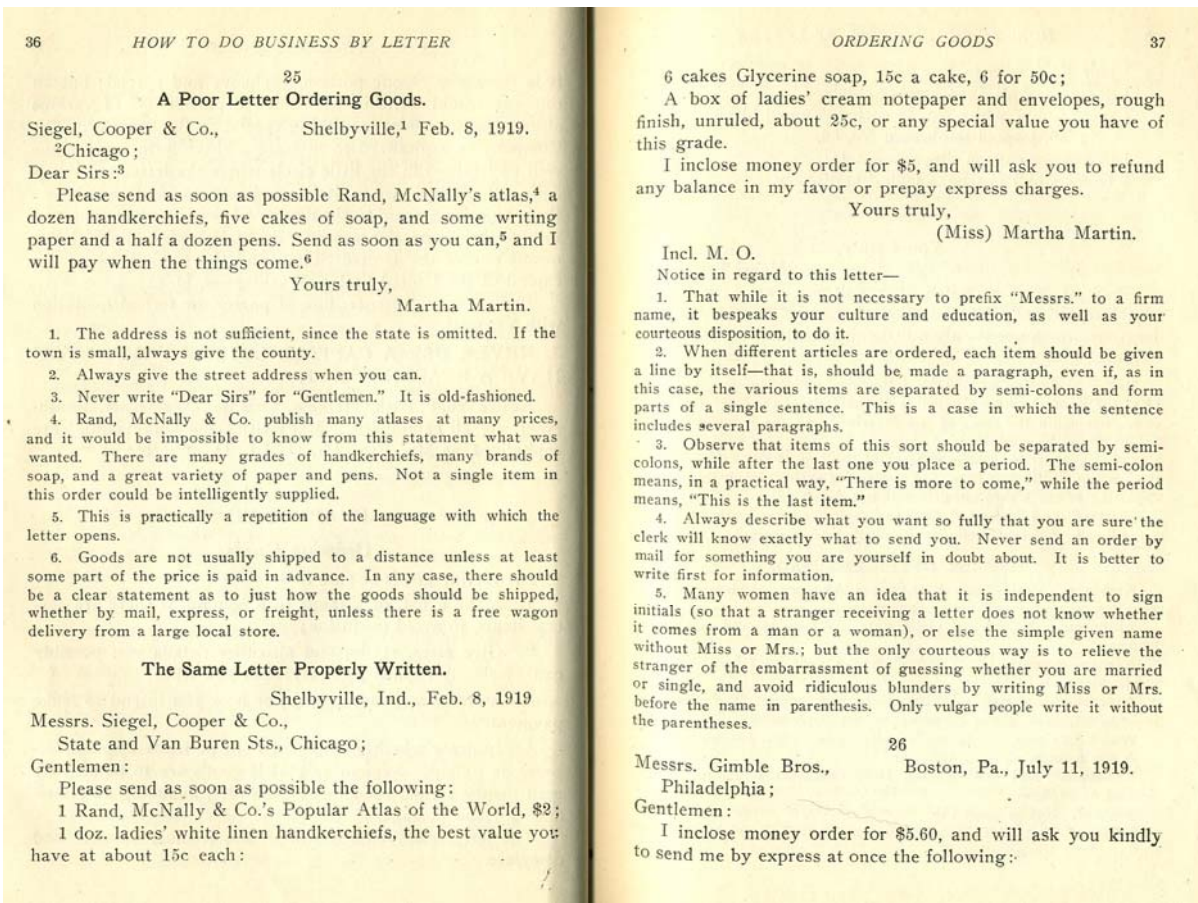 36 HOW TO DO BUSINESS BY LETTER
25
A Poor Letter Ordering Goods.
Siegel, Cooper & Co., Shelbyville,¹ Feb. 8, 1919.
²Chicago;
Dear Sirs:³
Please send as soon as possible Rand, McNally's atlas,⁴ a
dozen handkerchiefs, five cakes of soap, and some writing
paper and a half a dozen pens. Send as soon as you can,⁵ and I
will pay when the things come.⁶
Yours truly,
Martha Martin.
1. The address is not sufficient, since the state is omitted. If the
town is small, always give the county.
2. Always give the street address when you can.
3. Never write "Dear Sirs" for "Gentlemen." It is old-fashioned.
4. Rand, McNally & Co. publish many atlases at many prices,
and it would be impossible to know from this statement what was
wanted. There are many grades of handkerchiefs, many brands of
soap, and a great variety of paper and pens. Not a single item in
this order could be intelligently supplied.
5. This is practically a repetition of the language with which the
letter opens.
6. Goods are not usually shipped to a distance unless at least
some part of the price is paid in advance. In any case, there should
be a clear statement as to just how the goods should be shipped,
whether by mail, express, or freight, unless there is a free wagon
delivery from a large local store.
The Same Letter Properly Written.
Shelbyville, Ind., Feb. 8, 1919
Messrs. Siegel, Cooper & Co.,
State and Van Buren Sts., Chicago;
Gentlemen:
Please send as soon as possible the following:
1 Rand, McNally & Co.'s Popular Atlas of the World, $2;
1 doz. ladies' white linen handkerchiefs, the best value you
have at about 15c each:
ORDERING GOODS 37
6 cakes Glycerine soap, 15c a cake, 6 for 50c;
A box of ladies' cream notepaper and envelopes, rough
finish, unruled, about 25c, or any special value you have of
this grade.
I inclose money order for $5, and will ask you to refund
any balance in my favor or prepay express charges.
Yours truly,
(Miss) Martha Martin.
Incl. M. O.
Notice in regard to this letter—
1. That while it is not necessary to prefix "Messrs." to a firm
name, it bespeaks your culture and education, as well as your
courteous disposition, to do it.
2. When different articles are ordered, each item should be given
a line by itself—that is, should be made a paragraph, even if, as in
this case, the various items are separated by semi-colons and form
parts of a single sentence. This is a case in which the sentence
includes several paragraphs.
3. Observe that items of this sort should be separated by semi-
colons, while after the last one you place a period. The semi-colon
means, in a practical way, "There is more to come," while the period
means, "This is the last item."
4. Always describe what you want so fully that you are sure the
clerk will know exactly what to send you. Never send an order by
mail for something you are yourself in doubt about. It is better to
write first for information.
5. Many women have an idea that it is independent to sign
initials (so that a stranger receiving a letter does not know whether
it comes from a man or a woman), or else the simple given name
without Miss or Mrs.; but the only courteous way is to relieve the
stranger of the embarrassment of guessing whether you are married
or single, and avoid ridiculous blunders by writing Miss or Mrs.
before the name in parenthesis. Only vulgar people write it without
the parentheses.
26
Messrs. Gimble Bros., Boston, Pa., July 11, 1919.
Philadelphia;
Gentlemen:
I inclose money order for $5.60, and will ask you kindly
to send me by express at once the following: